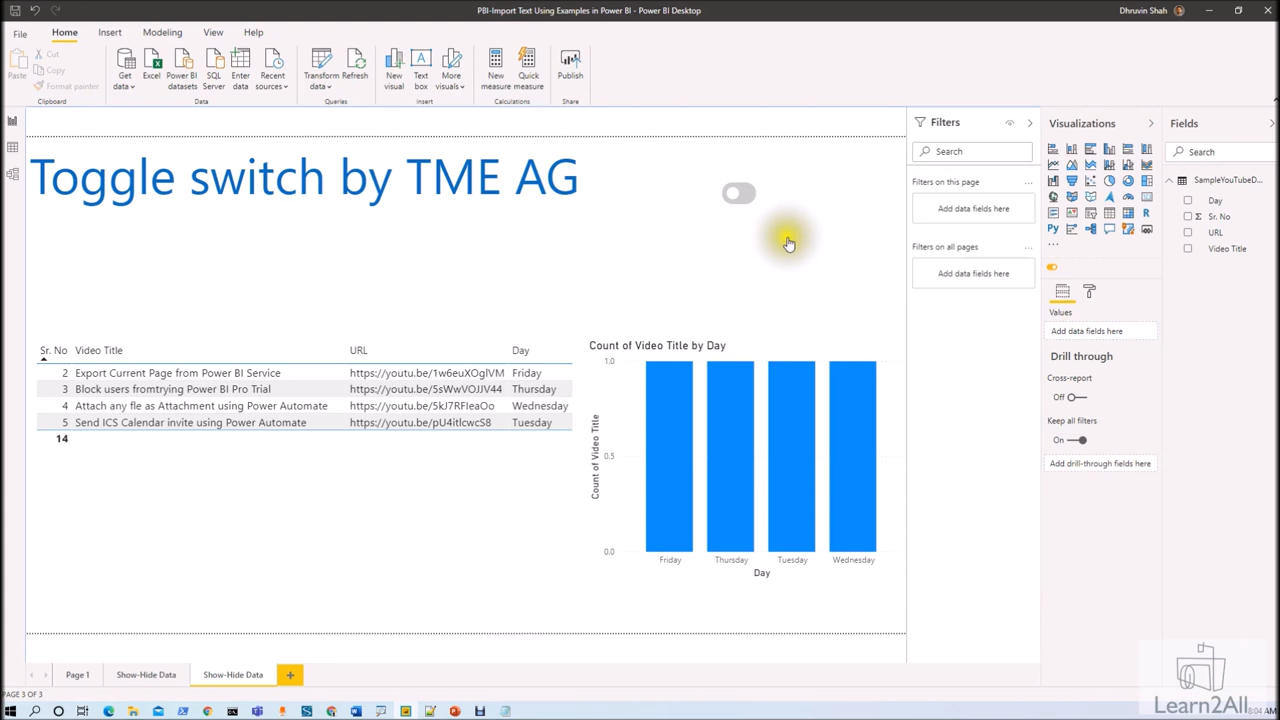 PBI-Import Text Using Examples in Power BI - Power BI Desktop
Dhruvin Shah
File
Home
Insert
Modeling
View
Help
Paste
Cut
Copy
Format painter
Clipboard
Get data
Excel
Power BI datasets
SQL Server
Enter data
Recent sources
Data
Transform data
Refresh
Queries
New visual
Text box
More visuals
Insert
New measure
Quick measure
Calculations
Publish
Share
Toggle switch by TME AG
Sr. No Video Title URL Day
2 Export Current Page from Power BI Service https://youtu.be/1w6euXOglVM Friday
3 Block users fromtrying Power BI Pro Trial https://youtu.be/5sWwVOJJV44 Thursday
4 Attach any fle as Attachment using Power Automate https://youtu.be/5kJ7RFIeaOo Wednesday
5 Send ICS Calendar invite using Power Automate https://youtu.be/pU4itlcwcS8 Tuesday
14
Count of Video Title by Day
Count of Video Title
1.0
0.5
0.0
Friday
Thursday
Tuesday
Wednesday
Day
Filters
Search
Filters on this page
Add data fields here
Filters on all pages
Add data fields here
Visualizations
R
Py
Values
Add data fields here
Drill through
Cross-report
Off
Keep all filters
On
Add drill-through fields here
Fields
Search
SampleYouTubeD...
Day
Sr. No
URL
Video Title
Page 1
Show-Hide Data
Show-Hide Data
PAGE 3 OF 3
Learn2All
8:04 AM